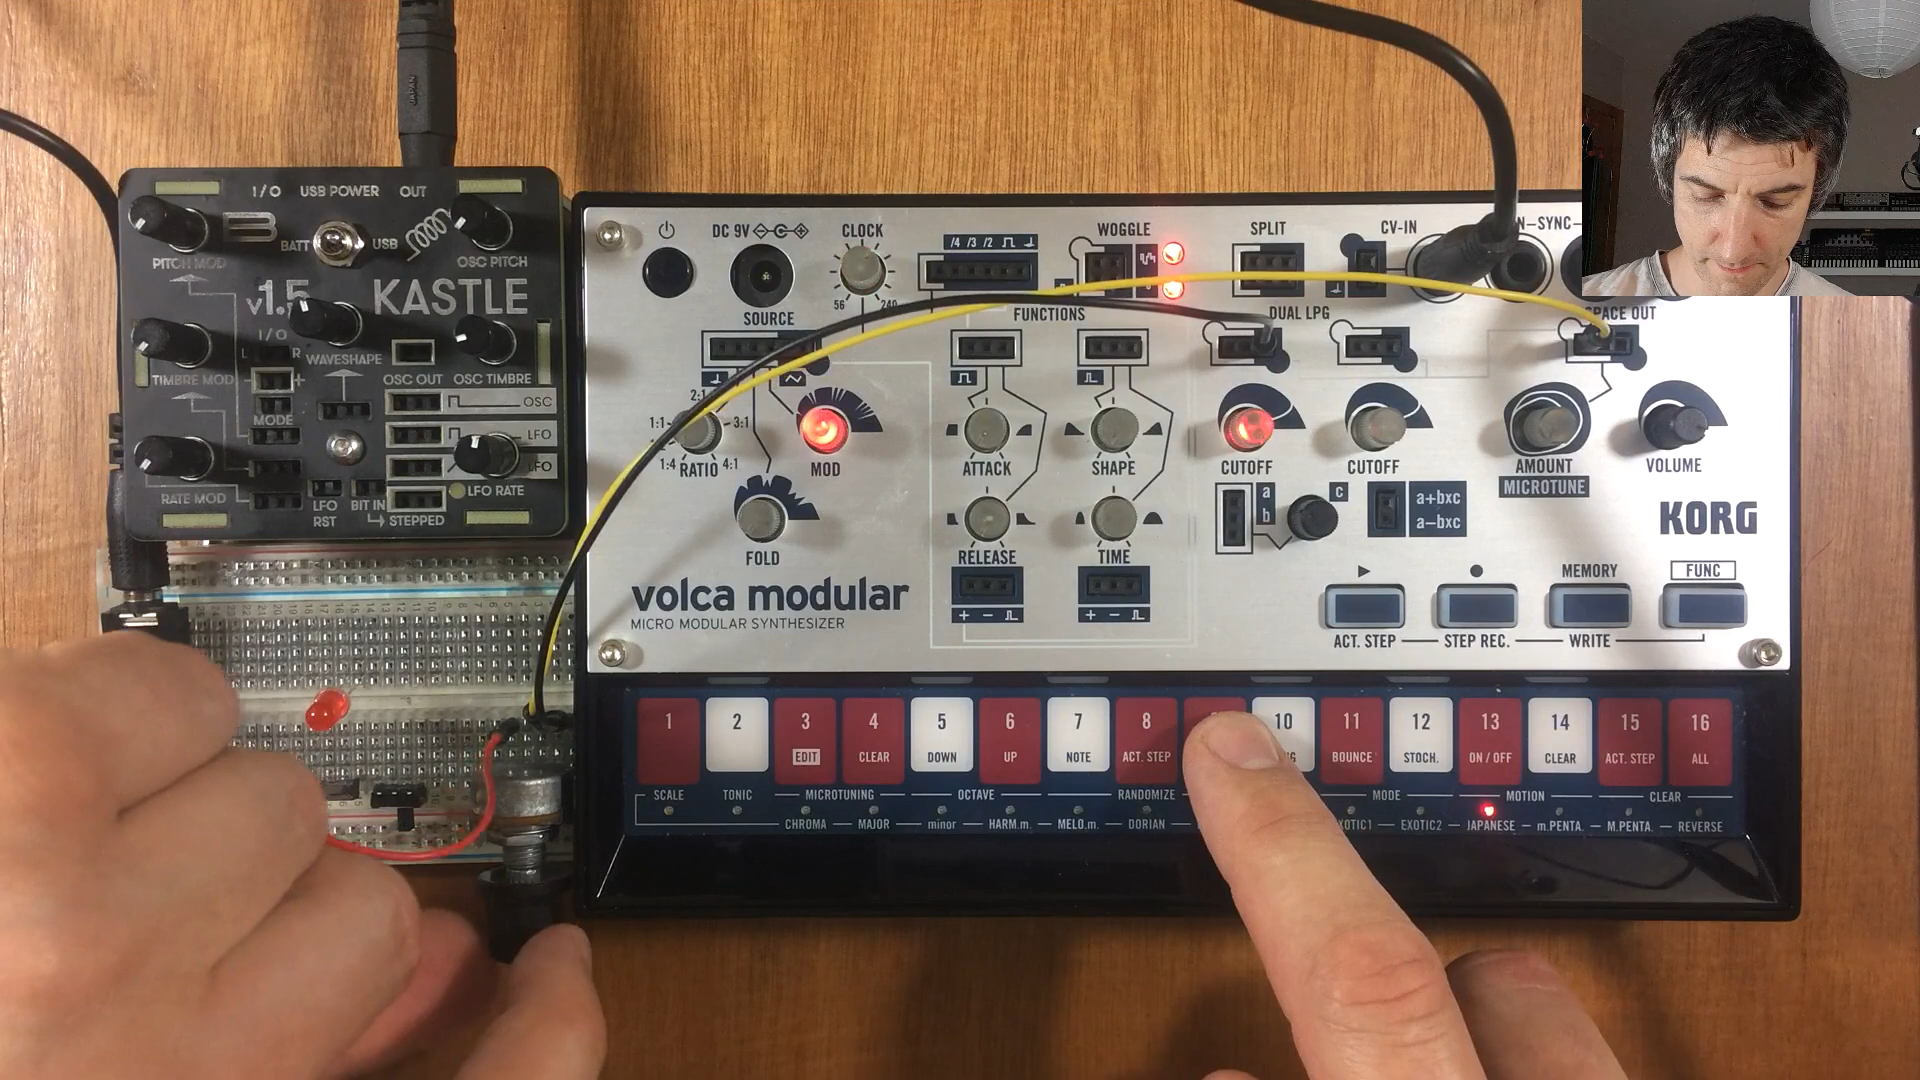 JAPAN
I/O USB POWER OUT
BATT USB
PITCH MOD
OSC PITCH
v1.5 KASTLE
I/O
L R
WAVESHAPE
TIMBRE MOD
OSC OUT OSC TIMBRE
- +
MODE
OSC
LFO
LFO
RATE MOD
LFO RST
BIT IN
STEPPED
LFO RATE
DC 9V
CLOCK
56 240
/4 /3 /2
WOGGLE
SPLIT
CV-IN
N-SYNC-
SOURCE
FUNCTIONS
DUAL LPG
SPACE OUT
2:1
1:1 3:1
1:4 4:1
RATIO
MOD
ATTACK
SHAPE
CUTOFF
CUTOFF
AMOUNT
MICROTUNE
VOLUME
FOLD
RELEASE
TIME
+ -
+ -
a
b
c
a+bxc
a-bxc
KORG
volca modular
MICRO MODULAR SYNTHESIZER
MEMORY
FUNC
ACT. STEP
STEP REC.
WRITE
1 2 3 4 5 6 7 8 10 11 12 13 14 15 16
EDIT CLEAR DOWN UP NOTE ACT. STEP BOUNCE STOCH. ON / OFF CLEAR ACT. STEP ALL
SCALE TONIC MICROTUNING OCTAVE RANDOMIZE MODE MOTION CLEAR
CHROMA MAJOR minor HARM.m. MELO.m. DORIAN EXOTIC1 EXOTIC2 JAPANESE m.PENTA. M.PENTA. REVERSE